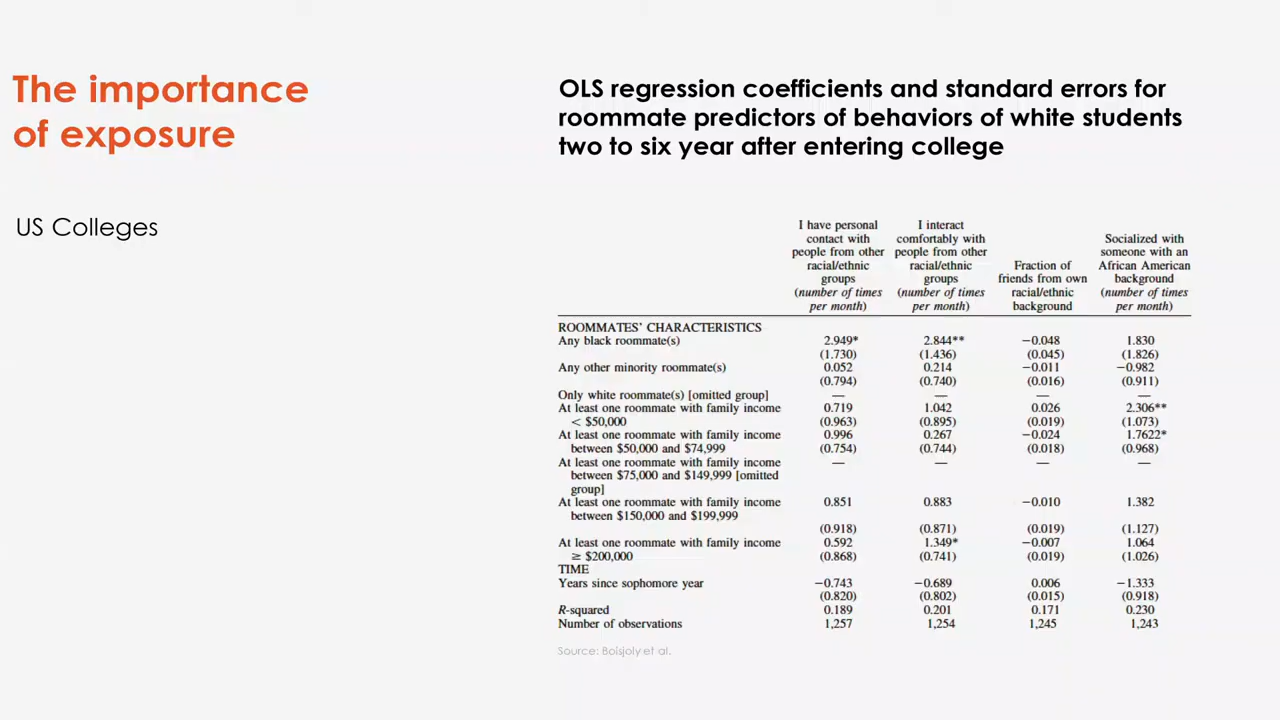 The importance
of exposure
US Colleges
OLS regression coefficients and standard errors for
roommate predictors of behaviors of white students
two to six year after entering college
I have personal I interact
contact with comfortably with Socialized with
people from other people from other someone with an
racial/ethnic racial/ethnic Fraction of African American
groups groups friends from own background
(number of times (number of times racial/ethnic (number of times
per month) per month) background per month)
ROOMMATES' CHARACTERISTICS
Any black roommate(s) 2.949* 2.844** −0.048 1.830
(1.730) (1.436) (0.045) (1.826)
Any other minority roommate(s) 0.052 0.214 −0.011 −0.982
(0.794) (0.740) (0.016) (0.911)
Only white roommate(s) [omitted group] — — — —
At least one roommate with family income 0.719 1.042 0.026 2.306**
< $50,000 (0.963) (0.895) (0.019) (1.073)
At least one roommate with family income 0.996 0.267 −0.024 1.7622*
between $50,000 and $74,999 (0.754) (0.744) (0.018) (0.968)
At least one roommate with family income — — — —
between $75,000 and $149,999 [omitted
group]
At least one roommate with family income 0.851 0.883 −0.010 1.382
between $150,000 and $199,999
(0.918) (0.871) (0.019) (1.127)
At least one roommate with family income 0.592 1.349* −0.007 1.064
≥ $200,000 (0.868) (0.741) (0.019) (1.026)
TIME
Years since sophomore year −0.743 −0.689 0.006 −1.333
(0.820) (0.802) (0.015) (0.918)
R-squared 0.189 0.201 0.171 0.230
Number of observations 1,257 1,254 1,245 1,243
Source: Boisjoly et al.